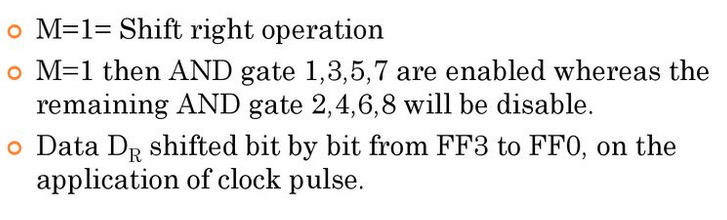 M=1= Shift right operation
M=1 then AND gate 1,3,5,7 are enabled whereas the
remaining AND gate 2,4,6,8 will be disable.
Data D_R shifted bit by bit from FF3 to FF0, on the
application of clock pulse.